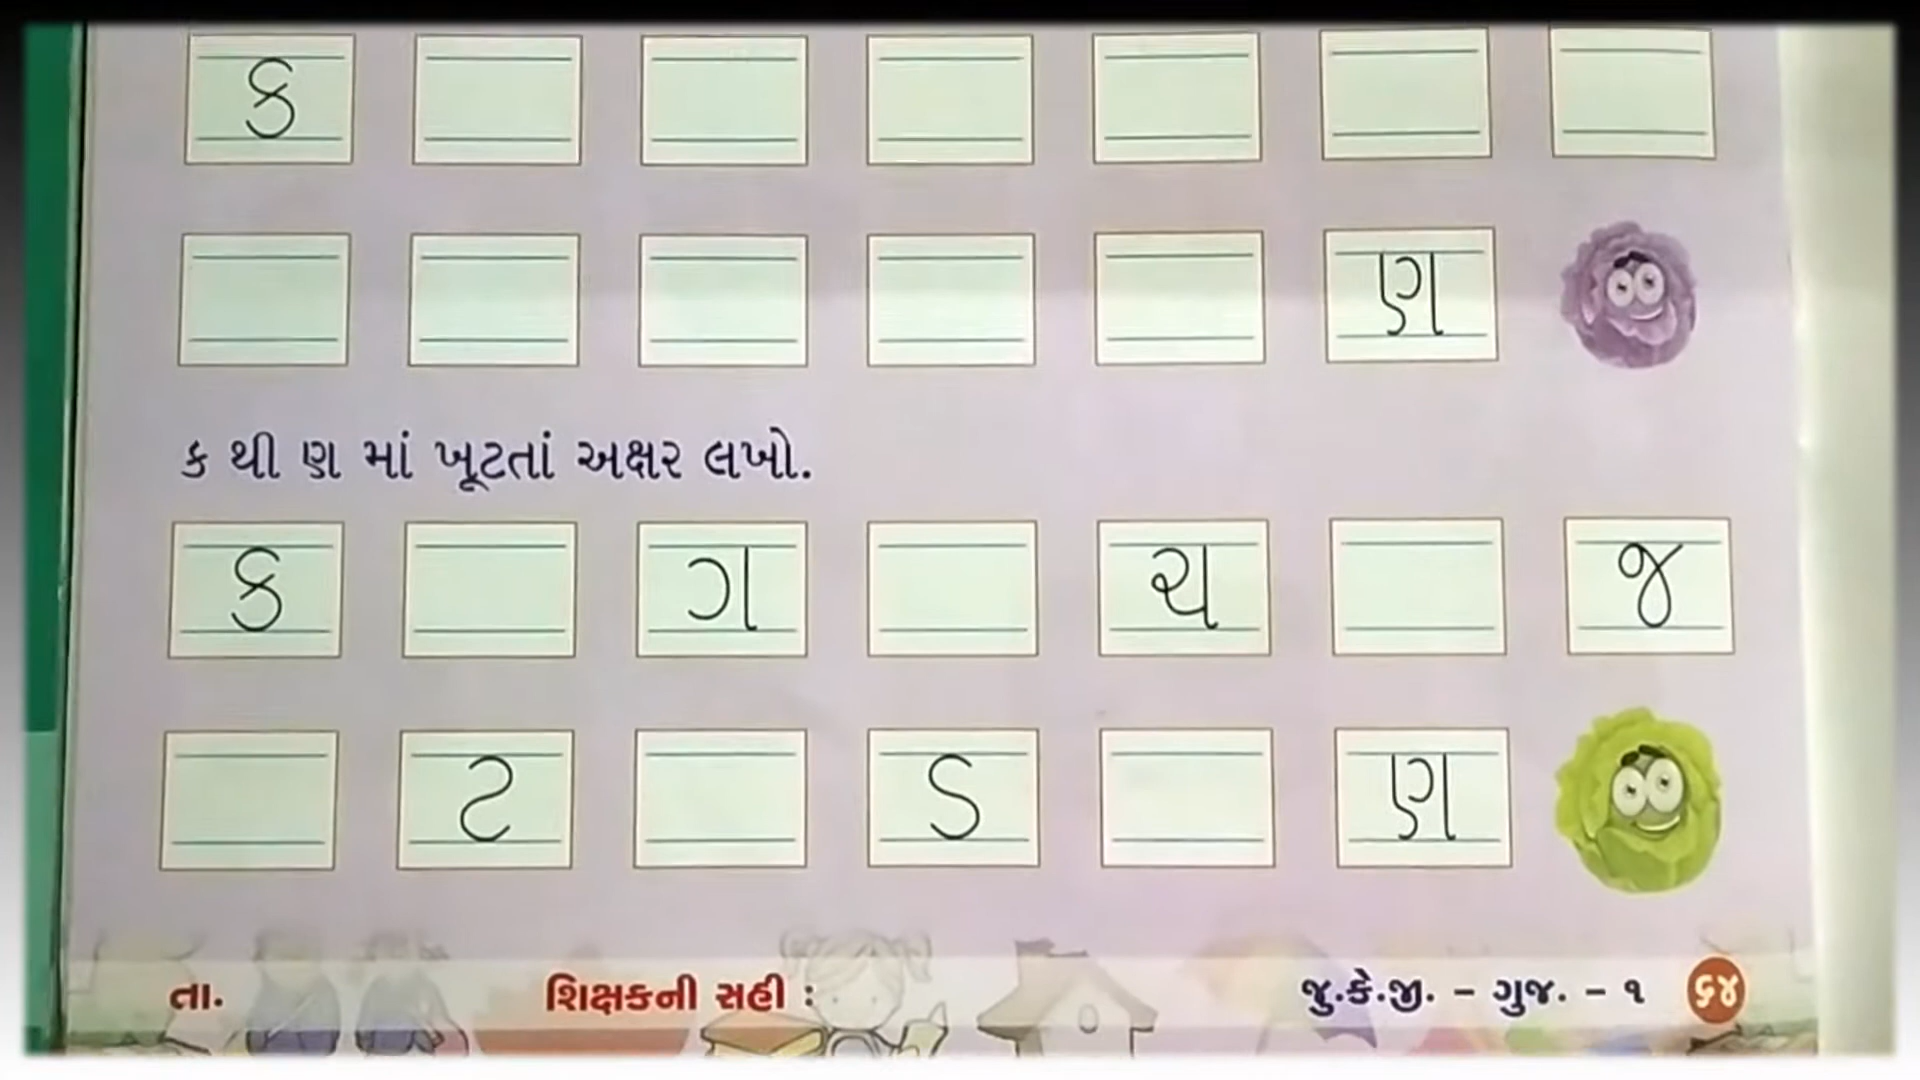 ક
ણ
ક થી ણ માં ખૂટતાં અક્ષર લખો.
ક ગ ચ જ
ટ ડ ણ
તા. શિક્ષકની સહી : જુ.કે.જી. - ગુજ. - ૧ ૬૪